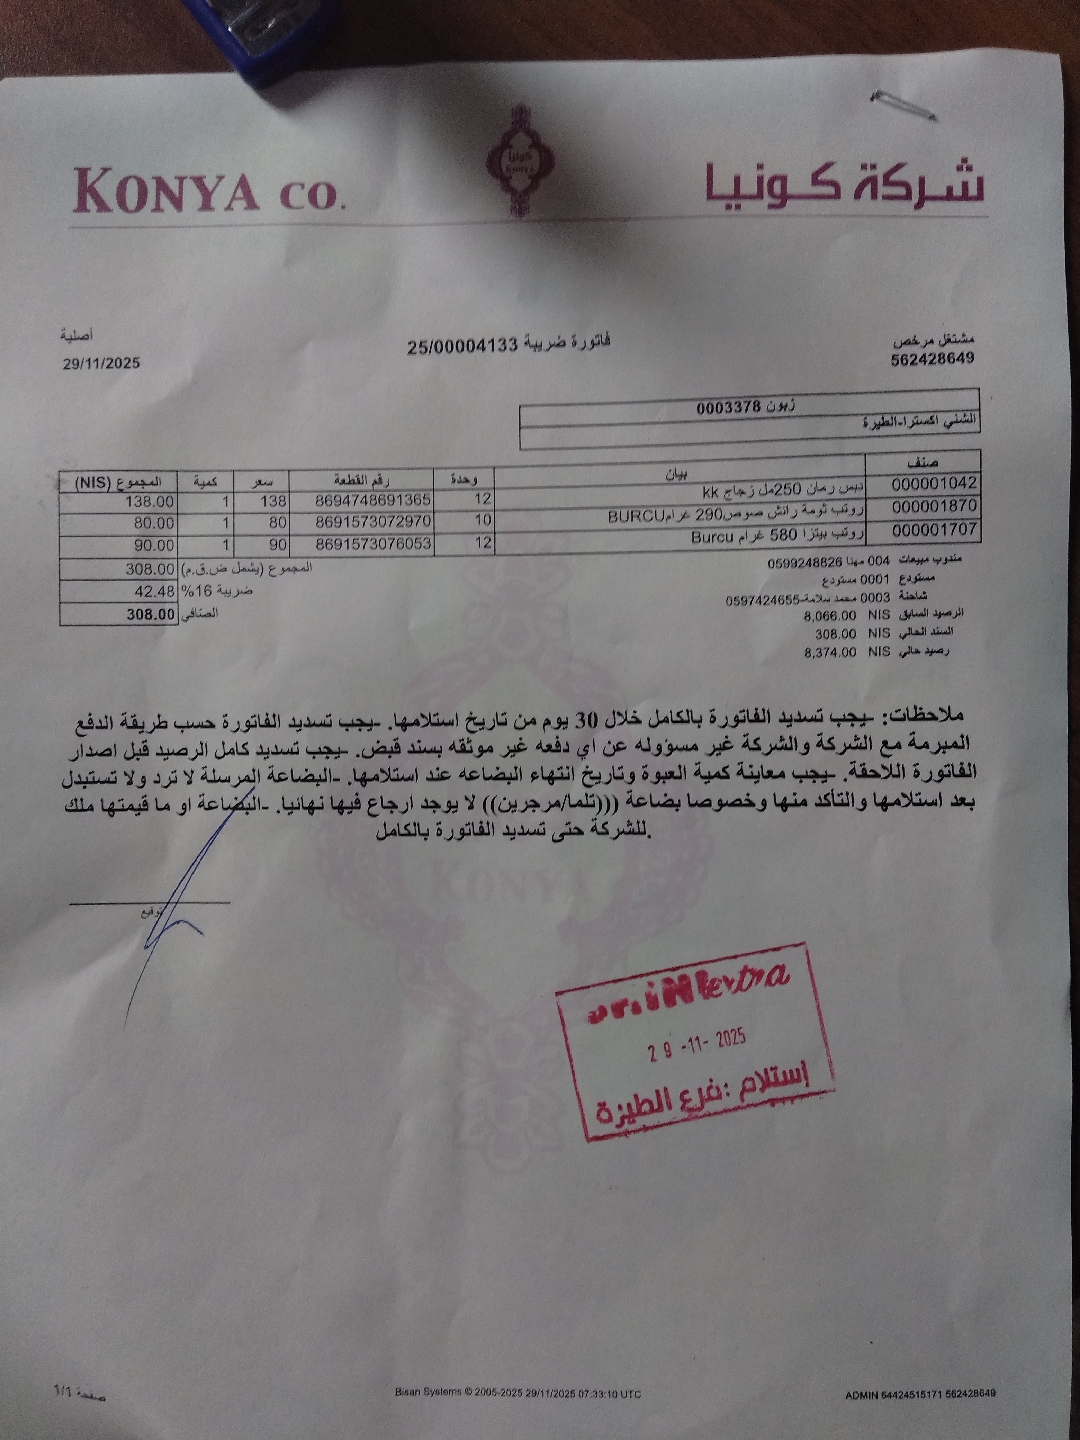 KONYA CO.
كونيا
شركة كونيا
أصلية
29/11/2025
فاتورة ضريبة 25/00004133
مشتغل مرخص
562428649
زبون 0003378
الشني اكسترا-الطيرة
صنف بيان وحدة رقم القطعة سعر كمية المجموع (NIS)
000001042 دبس رمان 250مل زجاج kk 12 8694748691365 138 1 138.00
000001870 روتب ثومة رانش صوص290 غرامBURCU 10 8691573072970 80 1 80.00
000001707 روتب بيتزا 580 غرام Burcu 12 8691573076053 90 1 90.00
المجموع (يشمل ض.ق.م) 308.00
ضريبة 16% 42.48
الصافي 308.00
مندوب مبيعات 004 مهنا 0599248826
مستودع 0001 مستودع
شاحنة 0003 محمد سلامة-0597424655
الرصيد السابق NIS 8,066.00
السند الحالي NIS 308.00
رصيد حالي NIS 8,374.00
ملاحظات: -يجب تسديد الفاتورة بالكامل خلال 30 يوم من تاريخ استلامها. -يجب تسديد الفاتورة حسب طريقة الدفع
المبرمة مع الشركة والشركة غير مسؤوله عن اي دفعه غير موثقه بسند قبض. -يجب تسديد كامل الرصيد قبل اصدار
الفاتورة اللاحقة. -يجب معاينة كمية العبوة وتاريخ انتهاء البضاعه عند استلامها. -البضاعة المرسلة لا ترد ولا تستبدل
بعد استلامها والتأكد منها وخصوصا بضاعة (((تلما/مرجرين)) لا يوجد ارجاع فيها نهائيا. -البضاعة او ما قيمتها ملك
للشركة حتى تسديد الفاتورة بالكامل.
توقيع
KONYA
extra
29 -11- 2025
إستلام : فرع الطيرة
صفحة 1/1
Bisan Systems © 2005-2025 29/11/2025 07:33:10 UTC
ADMIN 64424515171 562428649